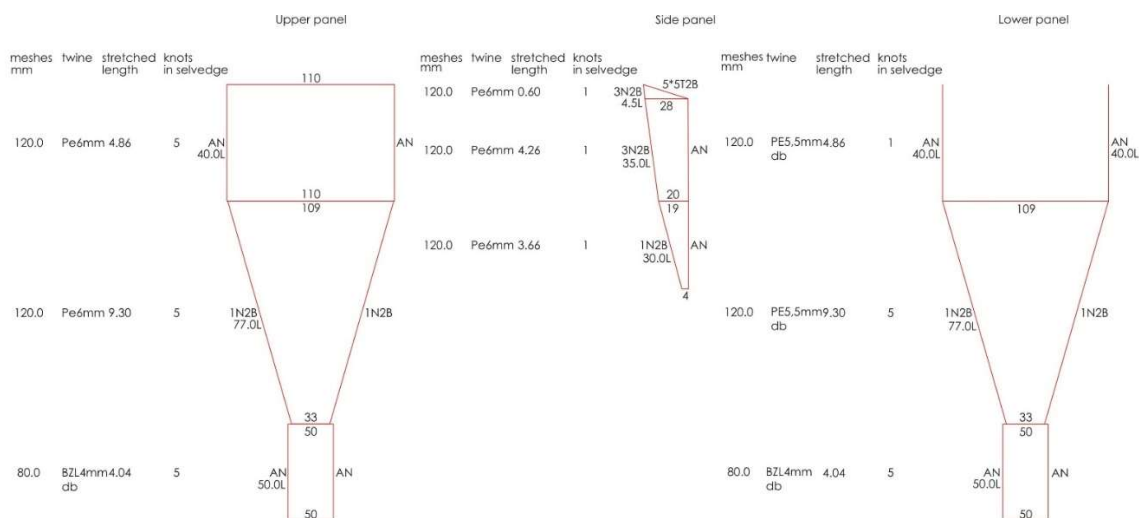 Upper panel
meshes mm twine stretched length knots in selvedge
110
120.0 Pe6mm 4.86 5 AN 40.0L AN
110
109
120.0 Pe6mm 9.30 5 1N2B 77.0L 1N2B
33
50
80.0 BZL4mm db 4.04 5 AN 50.0L AN
50
Side panel
meshes mm twine stretched length knots in selvedge
120.0 Pe6mm 0.60 1 3N2B 4.5L 5*5T2B
28
120.0 Pe6mm 4.26 1 3N2B 35.0L AN
20
19
120.0 Pe6mm 3.66 1 1N2B 30.0L AN
4
Lower panel
meshes mm twine stretched length knots in selvedge
120.0 PE5,5mm db 4.86 1 AN 40.0L AN 40.0L
109
120.0 PE5,5mm db 9.30 5 1N2B 77.0L 1N2B
33
50
80.0 BZL4mm db 4.04 5 AN 50.0L AN
50